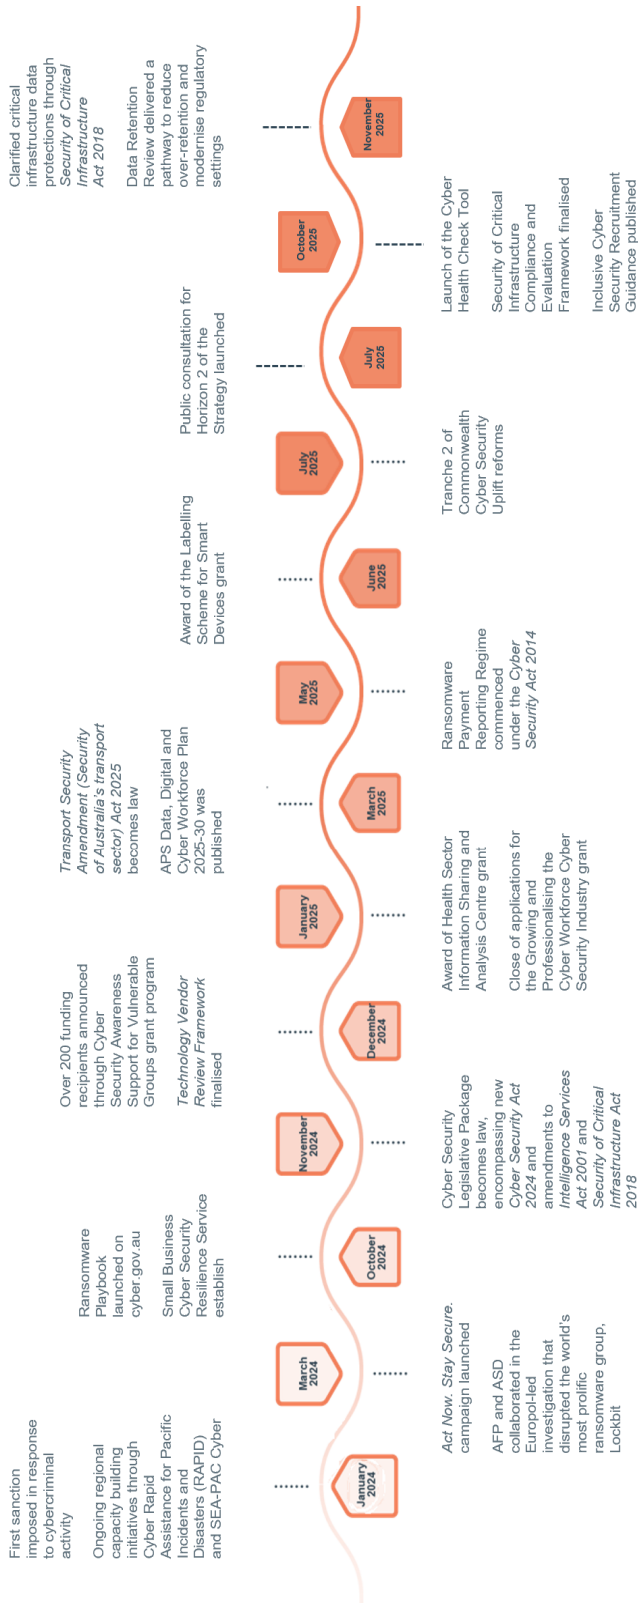 First sanction
imposed in response
to cybercriminal
activity
Ongoing regional
capacity building
initiatives through
Cyber Rapid
Assistance for Pacific
Incidents and
Disasters (RAPID)
and SEA-PAC Cyber
January
2024
March
2024
Act Now. Stay Secure.
campaign launched
AFP and ASD
collaborated in the
Europol-led
investigation that
disrupted the world's
most prolific
ransomware group,
Lockbit
Ransomware
Playbook
launched on
cyber.gov.au
Small Business
Cyber Security
Resilience Service
establish
October
2024
November
2024
Cyber Security
Legislative Package
becomes law,
encompassing new
Cyber Security Act
2024 and
amendments to
Intelligence Services
Act 2001 and
Security of Critical
Infrastructure Act
2018
Over 200 funding
recipients announced
through Cyber
Security Awareness
Support for Vulnerable
Groups grant program
Technology Vendor
Review Framework
finalised
December
2024
January
2025
Award of Health Sector
Information Sharing and
Analysis Centre grant
Close of applications for
the Growing and
Professionalising the
Cyber Workforce Cyber
Security Industry grant
Transport Security
Amendment (Security
of Australia's transport
sector) Act 2025
becomes law
APS Data, Digital and
Cyber Workforce Plan
2025-30 was
published
March
2025
May
2025
Ransomware
Payment
Reporting Regime
commenced
under the Cyber
Security Act 2014
Award of the Labelling
Scheme for Smart
Devices grant
June
2025
July
2025
Tranche 2 of
Commonwealth
Cyber Security
Uplift reforms
Public consultation for
Horizon 2 of the
Strategy launched
July
2025
October
2025
Launch of the Cyber
Health Check Tool
Security of Critical
Infrastructure
Compliance and
Evaluation
Framework finalised
Inclusive Cyber
Security Recruitment
Guidance published
Clarified critical
infrastructure data
protections through
Security of Critical
Infrastructure
Act 2018
Data Retention
Review delivered a
pathway to reduce
over-retention and
modernise regulatory
settings
November
2025